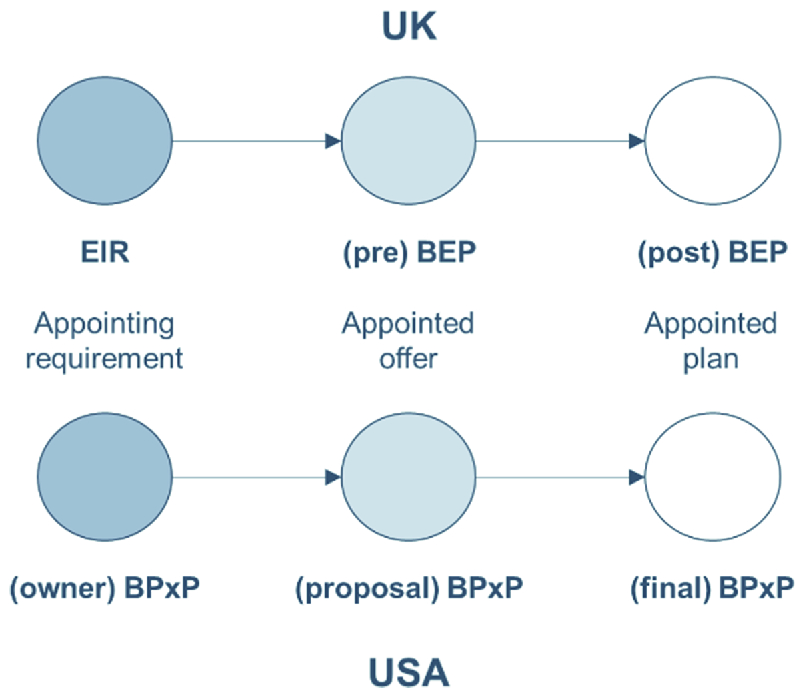 UK
EIR
(pre) BEP
(post) BEP
Appointing
requirement
Appointed
offer
Appointed
plan
(owner) BPxP
(proposal) BPxP
(final) BPxP
USA